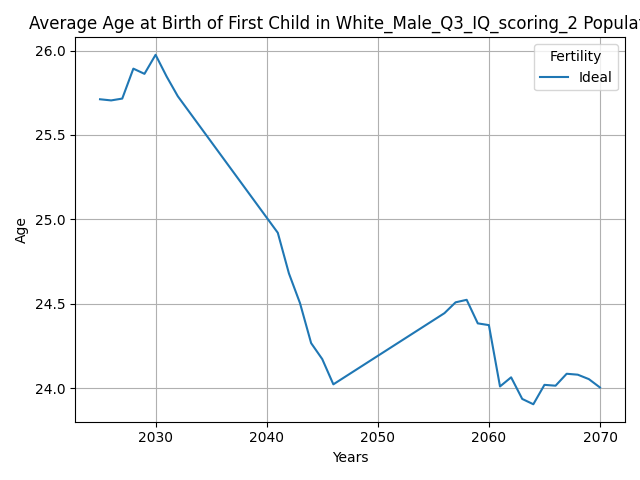 Average Age at Birth of First Child in White_Male_Q3_IQ_scoring_2
Fertility
Ideal
26.0
25.5
25.0
24.5
24.0
Age
2030 2040 2050 2060 2070
Years